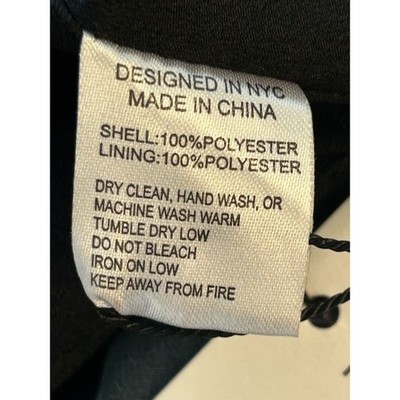 DESIGNED IN NYC
MADE IN CHINA
SHELL:100%POLYESTER
LINING:100%POLYESTER
DRY CLEAN, HAND WASH, OR
MACHINE WASH WARM
TUMBLE DRY LOW
DO NOT BLEACH
IRON ON LOW
KEEP AWAY FROM FIRE